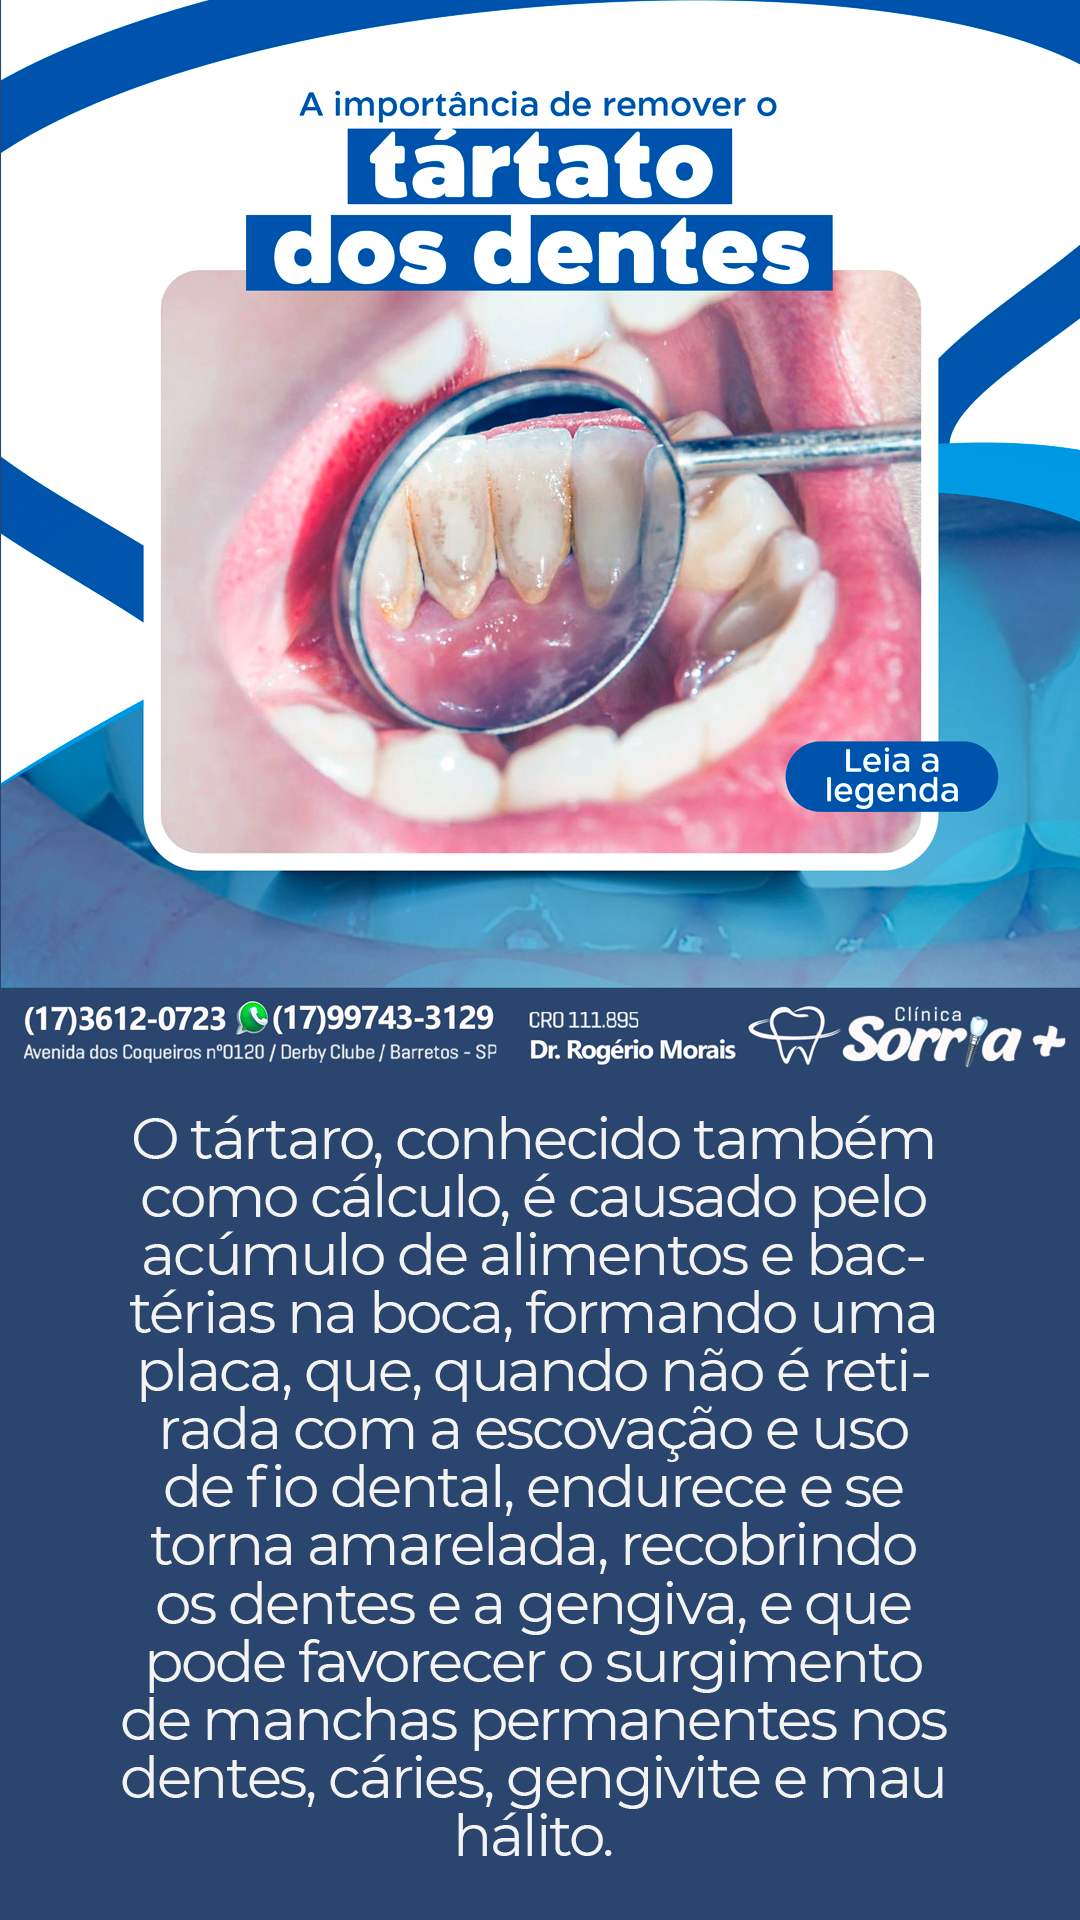 A importância de remover o
tártato
dos dentes
Leia a
legenda
(17)3612-0723 (17)99743-3129
Avenida dos Coqueiros nº0120 / Derby Clube / Barretos - SP
CRO 111.895
Dr. Rogério Morais
Clínica
Sorria +
O tártaro, conhecido também
como cálculo, é causado pelo
acúmulo de alimentos e bac-
térias na boca, formando uma
placa, que, quando não é reti-
rada com a escovação e uso
de fio dental, endurece e se
torna amarelada, recobrindo
os dentes e a gengiva, e que
pode favorecer o surgimento
de manchas permanentes nos
dentes, cáries, gengivite e mau
hálito.